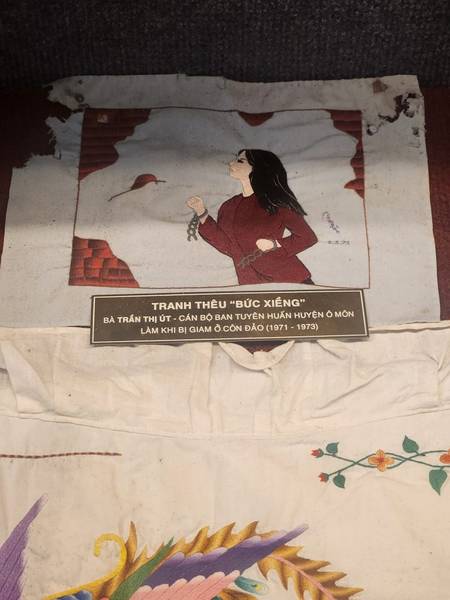 TRANH THÊU "BỨC XIỀNG"
BÀ TRẦN THỊ ÚT - CÁN BỘ BAN TUYÊN HUẤN HUYỆN Ô MÔN
LÀM KHI BỊ GIAM Ở CÔN ĐẢO (1971 - 1973)